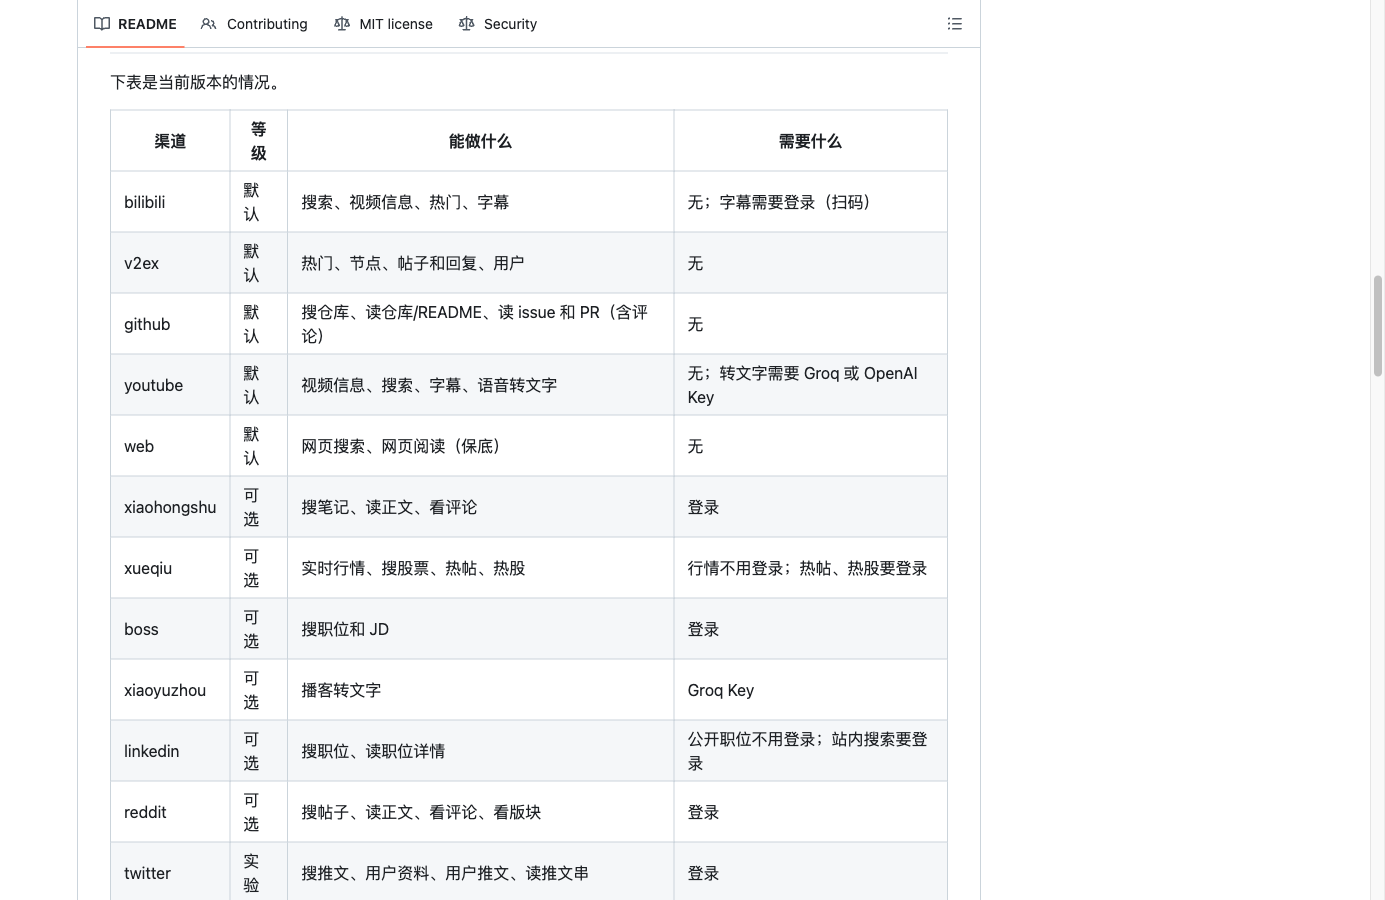 README Contributing MIT license Security
下表是当前版本的情况。
渠道 等级 能做什么 需要什么
bilibili 默认 搜索、视频信息、热门、字幕 无；字幕需要登录（扫码）
v2ex 默认 热门、节点、帖子和回复、用户 无
github 默认 搜仓库、读仓库/README、读 issue 和 PR（含评论） 无
youtube 默认 视频信息、搜索、字幕、语音转文字 无；转文字需要 Groq 或 OpenAI Key
web 默认 网页搜索、网页阅读（保底） 无
xiaohongshu 可选 搜笔记、读正文、看评论 登录
xueqiu 可选 实时行情、搜股票、热帖、热股 行情不用登录；热帖、热股要登录
boss 可选 搜职位和 JD 登录
xiaoyuzhou 可选 播客转文字 Groq Key
linkedin 可选 搜职位、读职位详情 公开职位不用登录；站内搜索要登录
reddit 可选 搜帖子、读正文、看评论、看版块 登录
twitter 实验 搜推文、用户资料、用户推文、读推文串 登录